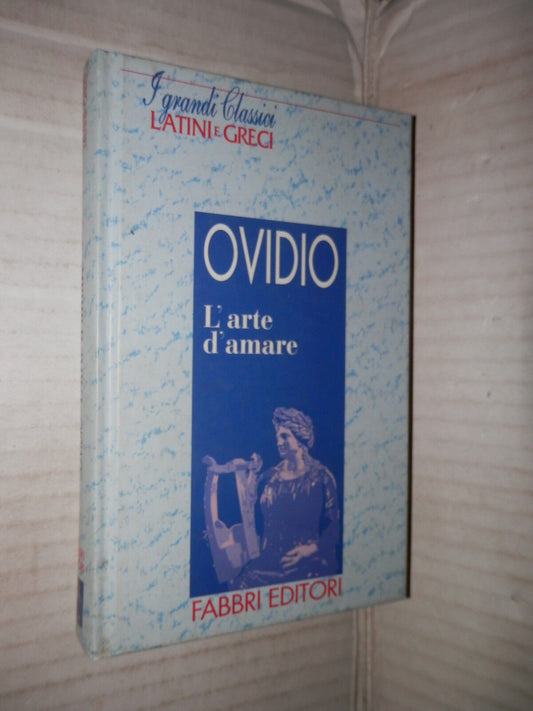 I grandi Classici
LATINI E GRECI
OVIDIO
L'arte
d'amare
FABBRI EDITORI